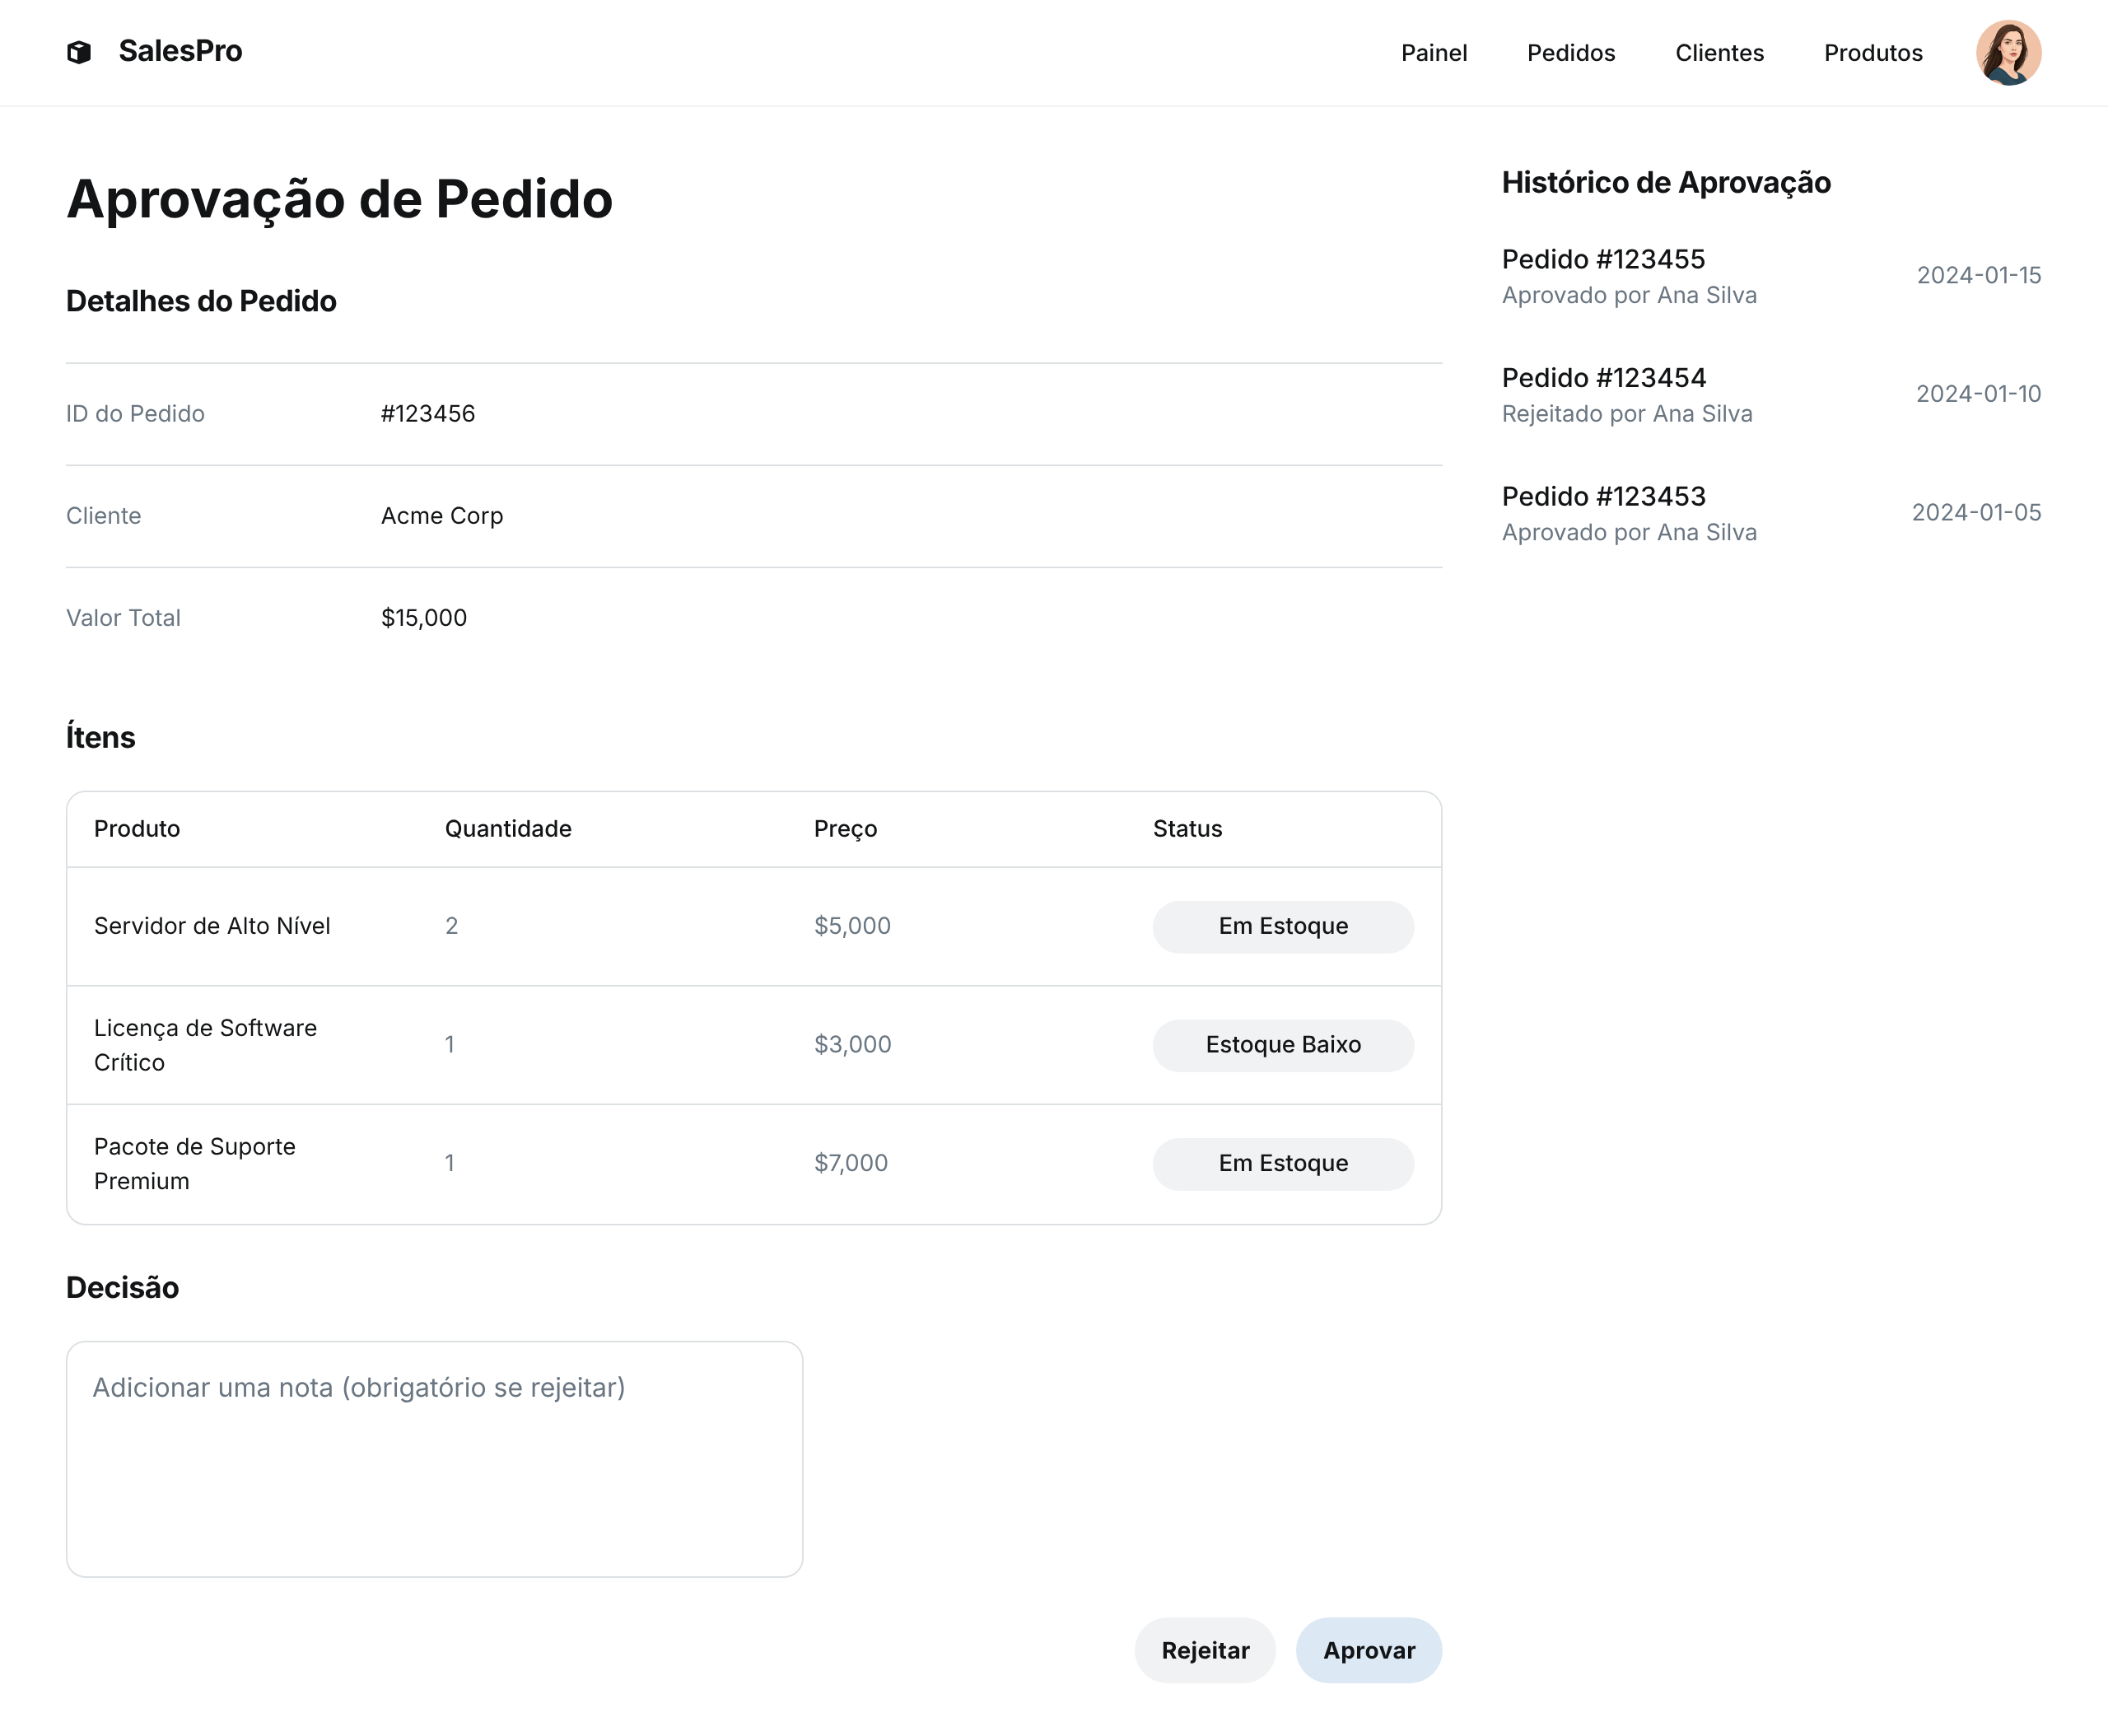 SalesPro
Painel
Pedidos
Clientes
Produtos
Aprovação de Pedido
Detalhes do Pedido
ID do Pedido #123456
Cliente Acme Corp
Valor Total $15,000
Ítens
Produto Quantidade Preço Status
Servidor de Alto Nível 2 $5,000 Em Estoque
Licença de Software
Crítico
1 $3,000 Estoque Baixo
Pacote de Suporte
Premium
1 $7,000 Em Estoque
Decisão
Adicionar uma nota (obrigatório se rejeitar)
Rejeitar
Aprovar
Histórico de Aprovação
Pedido #123455
Aprovado por Ana Silva
2024-01-15
Pedido #123454
Rejeitado por Ana Silva
2024-01-10
Pedido #123453
Aprovado por Ana Silva
2024-01-05